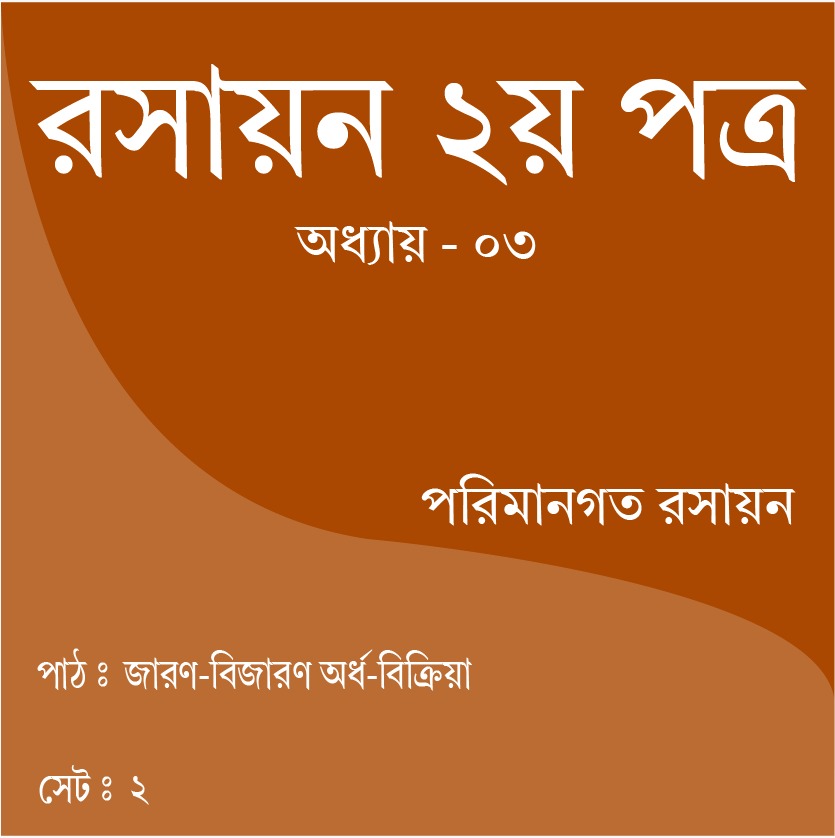 রসায়ন ২য় পত্র
অধ্যায় - ০৩
পরিমানগত রসায়ন
পাঠ ঃ জারণ-বিজারণ অর্ধ-বিক্রিয়া
সেট ঃ ২